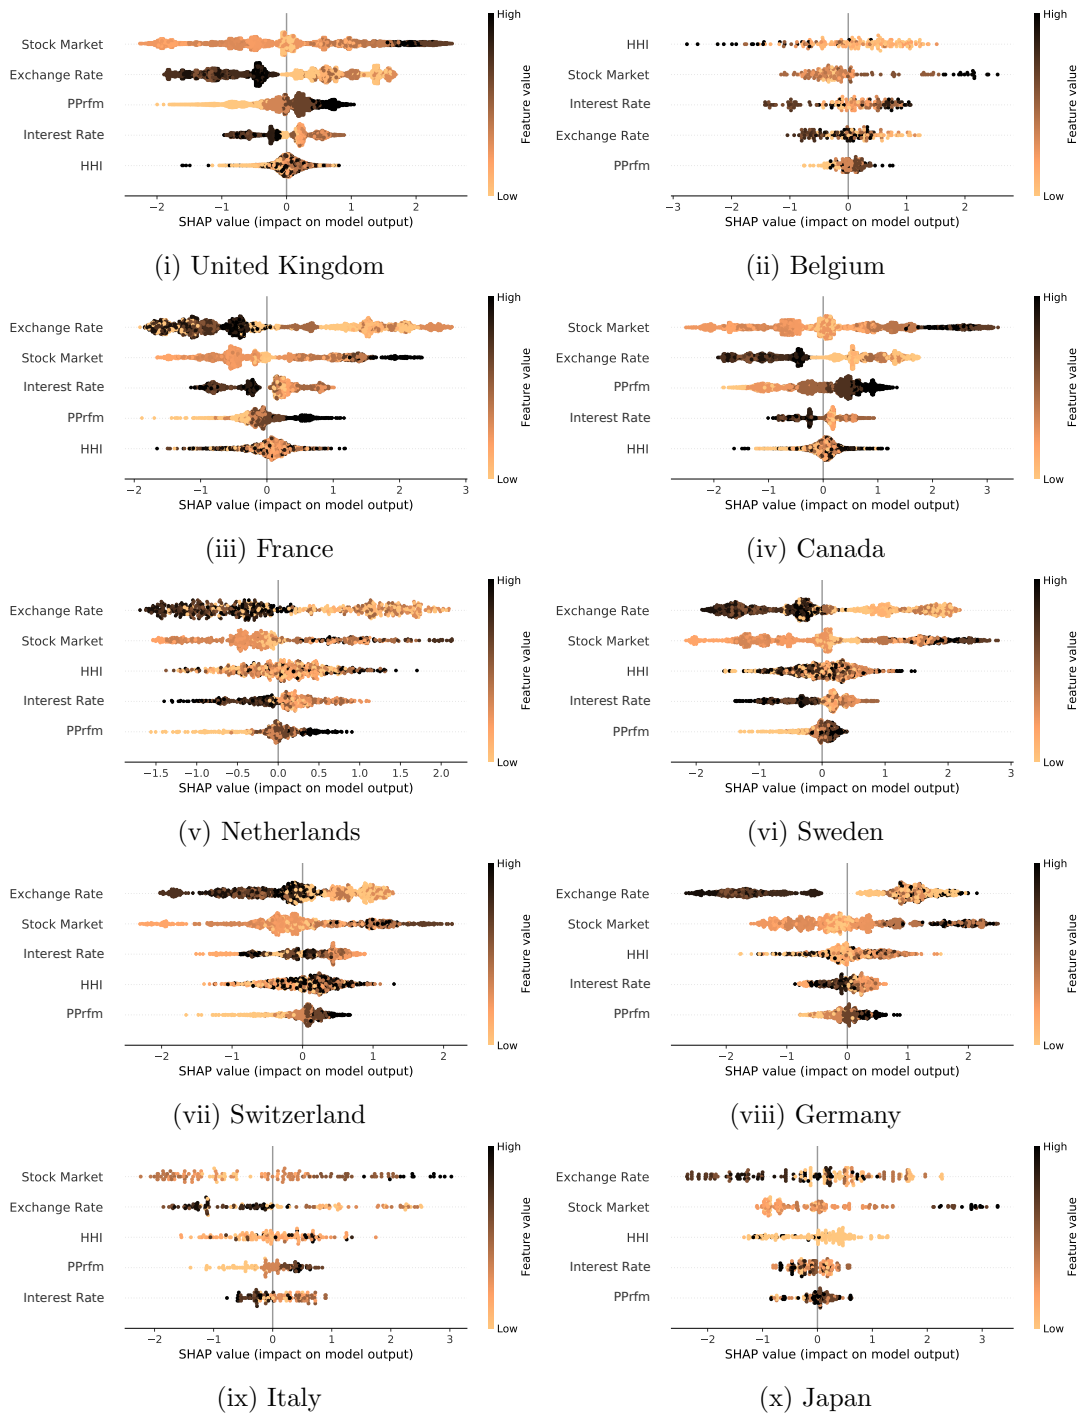 High
Stock Market
Exchange Rate
PPrfm
Interest Rate
HHI
Feature value
Low
−2 −1 0 1 2
SHAP value (impact on model output)
(i) United Kingdom
High
HHI
Stock Market
Interest Rate
Exchange Rate
PPrfm
Feature value
Low
−3 −2 −1 0 1 2
SHAP value (impact on model output)
(ii) Belgium
High
Exchange Rate
Stock Market
Interest Rate
PPrfm
HHI
Feature value
Low
−2 −1 0 1 2 3
SHAP value (impact on model output)
(iii) France
High
Stock Market
Exchange Rate
PPrfm
Interest Rate
HHI
Feature value
Low
−2 −1 0 1 2 3
SHAP value (impact on model output)
(iv) Canada
High
Exchange Rate
Stock Market
HHI
Interest Rate
PPrfm
Feature value
Low
−1.5 −1.0 −0.5 0.0 0.5 1.0 1.5 2.0
SHAP value (impact on model output)
(v) Netherlands
High
Exchange Rate
Stock Market
HHI
Interest Rate
PPrfm
Feature value
Low
−2 −1 0 1 2 3
SHAP value (impact on model output)
(vi) Sweden
High
Exchange Rate
Stock Market
Interest Rate
HHI
PPrfm
Feature value
Low
−2 −1 0 1 2
SHAP value (impact on model output)
(vii) Switzerland
High
Exchange Rate
Stock Market
HHI
Interest Rate
PPrfm
Feature value
Low
−2 −1 0 1 2
SHAP value (impact on model output)
(viii) Germany
High
Stock Market
Exchange Rate
HHI
PPrfm
Interest Rate
Feature value
Low
−2 −1 0 1 2 3
SHAP value (impact on model output)
(ix) Italy
High
Exchange Rate
Stock Market
HHI
Interest Rate
PPrfm
Feature value
Low
−2 −1 0 1 2 3
SHAP value (impact on model output)
(x) Japan